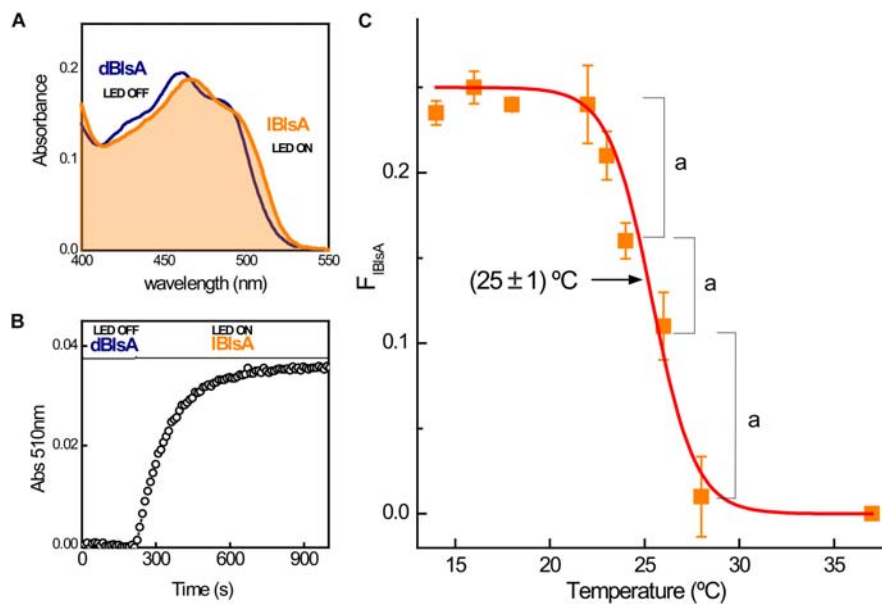 A
0.2
0.1
0.0
Absorbance
dBlsA
LED OFF
lBlsA
LED ON
400
450
500
550
wavelength (nm)
B
LED OFF
dBlsA
LED ON
lBlsA
0.04
0.02
0.00
Abs 510nm
0
300
600
900
Time (s)
C
0.2
0.1
0.0
F lBlsA
(25 ± 1) ºC
a
a
a
15
20
25
30
35
Temperature (ºC)